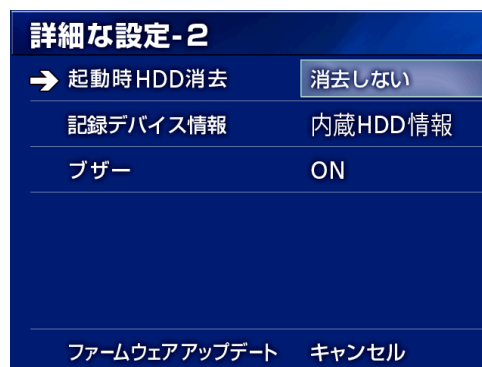 詳細な設定-2
起動時HDD消去 消去しない
記録デバイス情報 内蔵HDD情報
ブザー ON
ファームウェアアップデート キャンセル